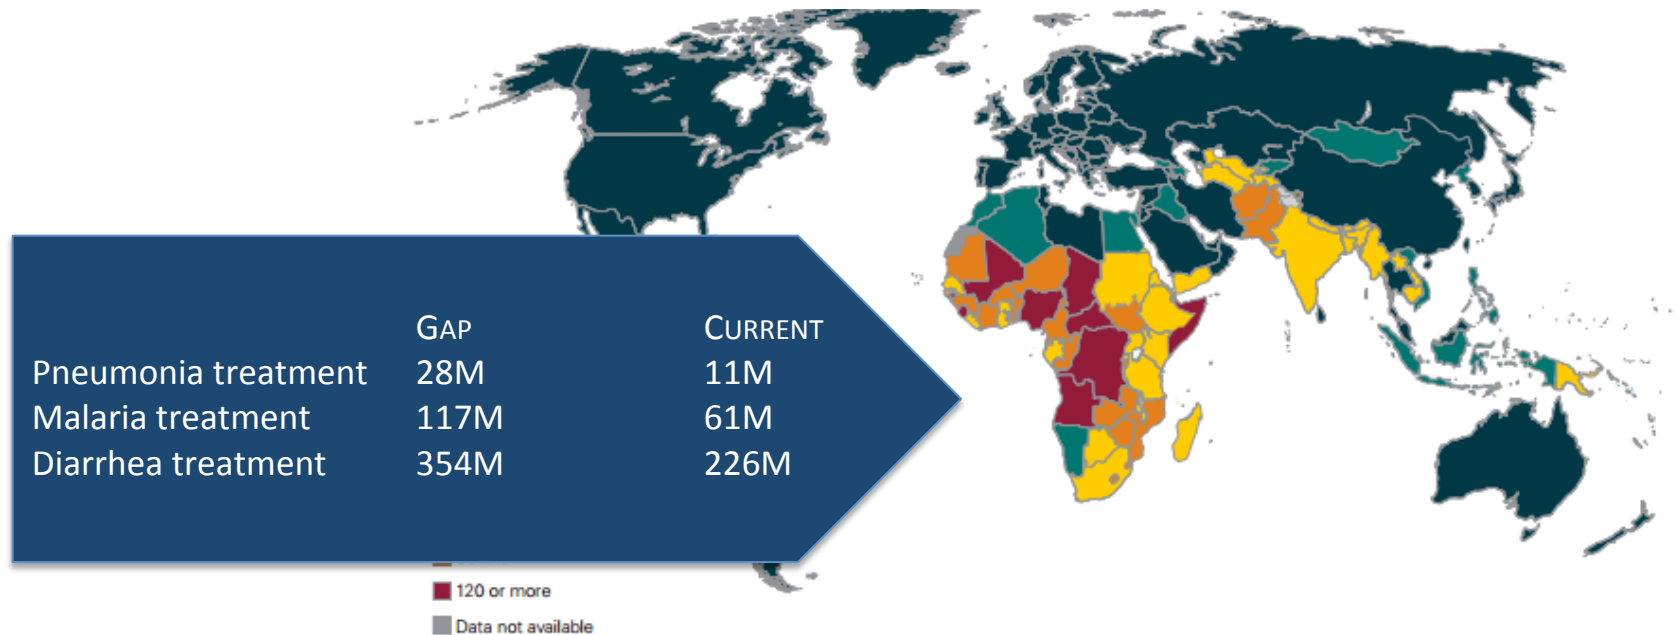 GAP CURRENT
Pneumonia treatment 28M 11M
Malaria treatment 117M 61M
Diarrhea treatment 354M 226M
120 or more
Data not available